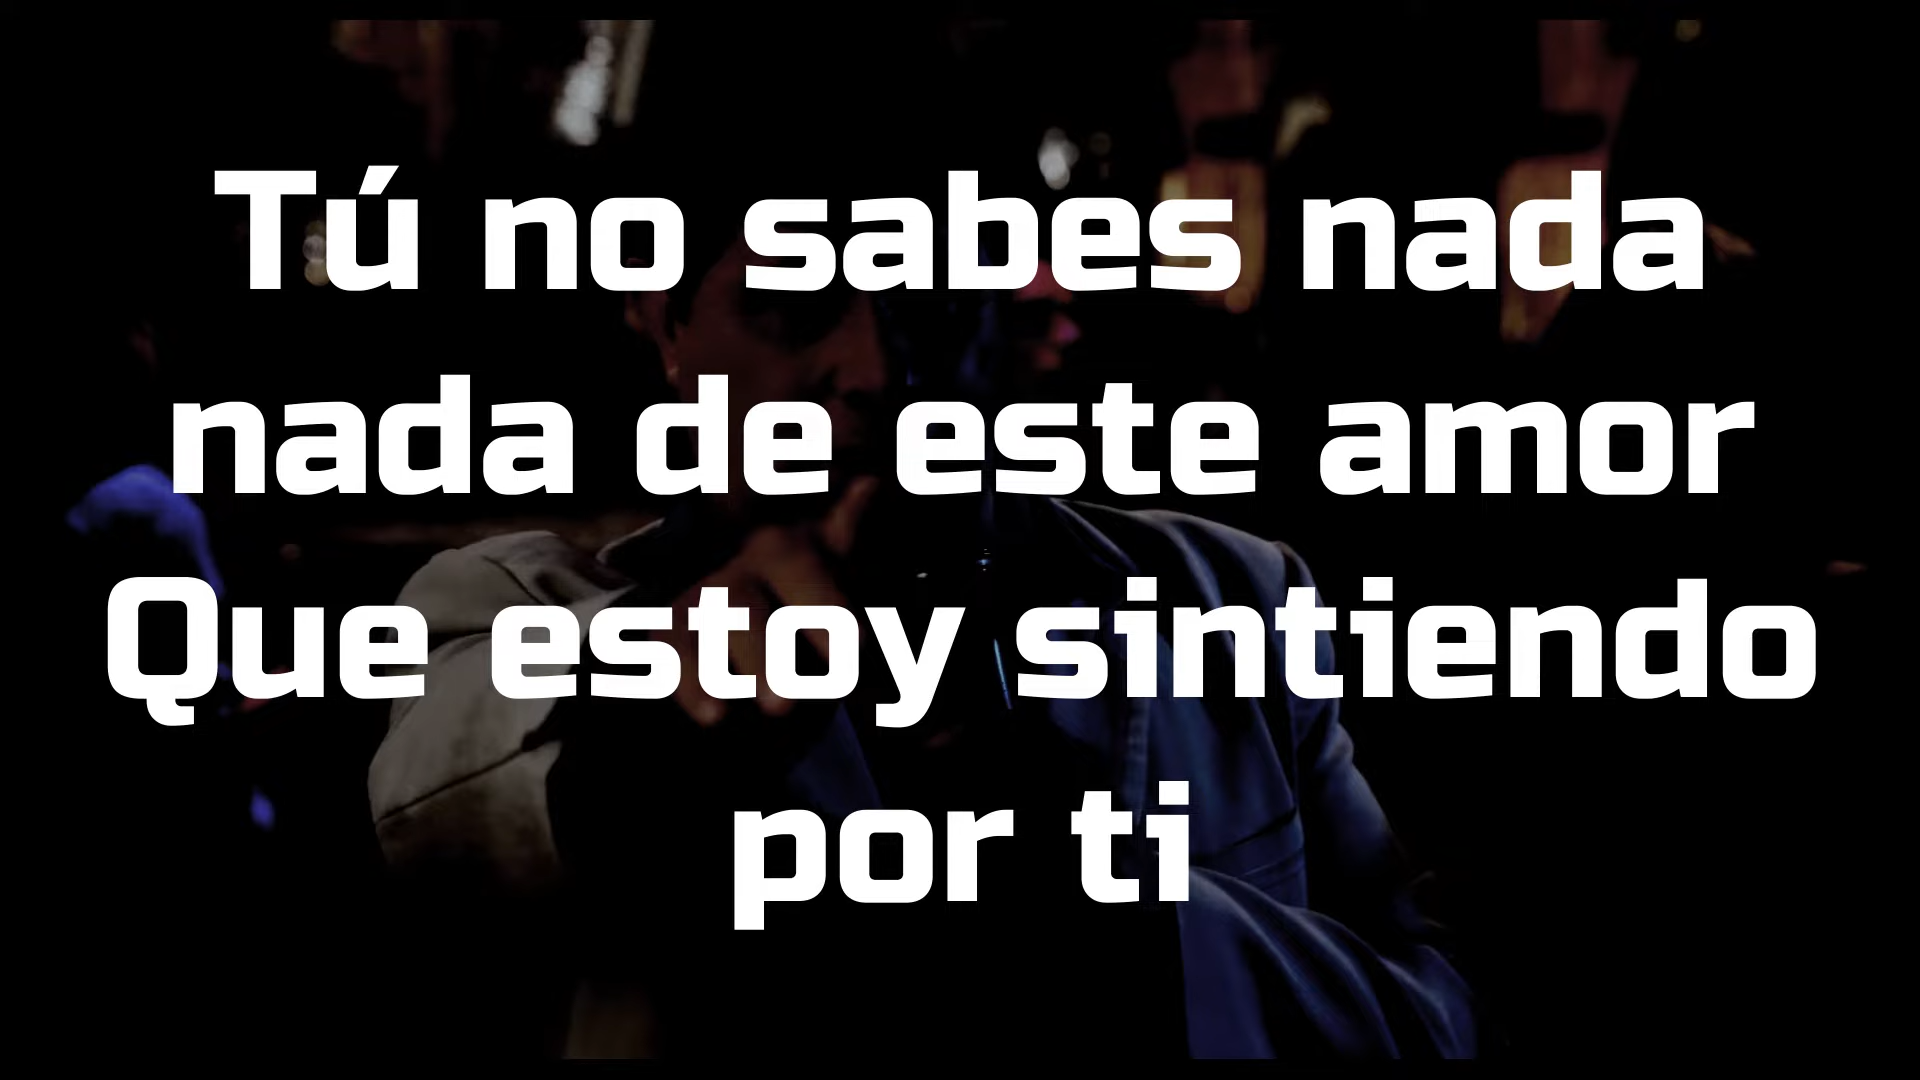 Tú no sabes nada
nada de este amor
Que estoy sintiendo
por ti